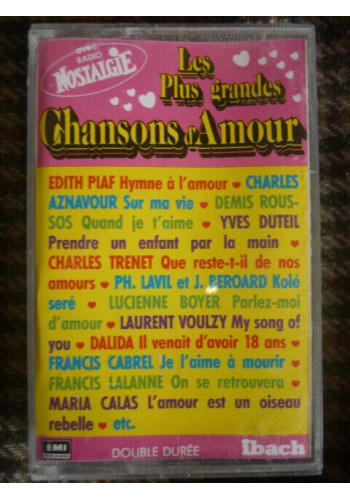 avec
RADIO
NOSTALGIE
Les
Plus grandes
Chansons d'Amour
EDITH PIAF Hymne à l'amour ♥ CHARLES
AZNAVOUR Sur ma vie ♥ DEMIS ROUS-
SOS Quand je t'aime ♥ YVES DUTEIL
Prendre un enfant par la main ♥
CHARLES TRENET Que reste-t-il de nos
amours ♥ PH. LAVIL et J. BEROARD Kolé
seré ♥ LUCIENNE BOYER Parlez-moi
d'amour ♥ LAURENT VOULZY My song of
you ♥ DALIDA Il venait d'avoir 18 ans ♥
FRANCIS CABREL Je l'aime à mourir ♥
FRANCIS LALANNE On se retrouvera ♥
MARIA CALAS L'amour est un oiseau
rebelle ♥ etc.
EMI
DOUBLE DURÉE
ibach